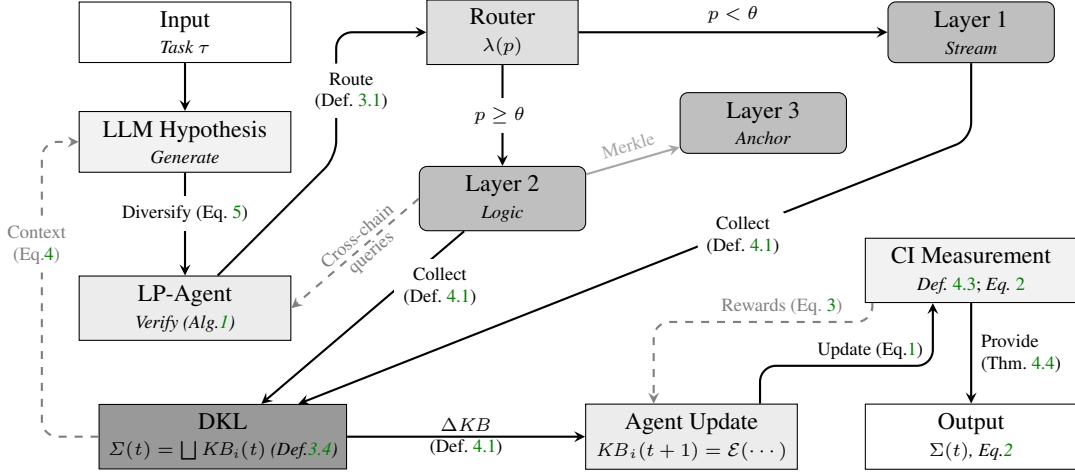 Input
Task τ
Router
λ(p)
p < θ
Layer 1
Stream
Route
(Def. 3.1)
LLM Hypothesis
Generate
p ≥ θ
Layer 3
Anchor
Merkle
Layer 2
Logic
Diversify (Eq. 5)
Context
(Eq.4)
Cross-chain
queries
Collect
(Def. 4.1)
Collect
(Def. 4.1)
LP-Agent
Verify (Alg.1)
CI Measurement
Def. 4.3; Eq. 2
Rewards (Eq. 3)
Update (Eq.1)
Provide
(Thm. 4.4)
DKL
Σ(t) = ⨆ KB_i(t) (Def.3.4)
ΔKB
(Def. 4.1)
Agent Update
KB_i(t + 1) = ℰ(⋯)
Output
Σ(t), Eq.2